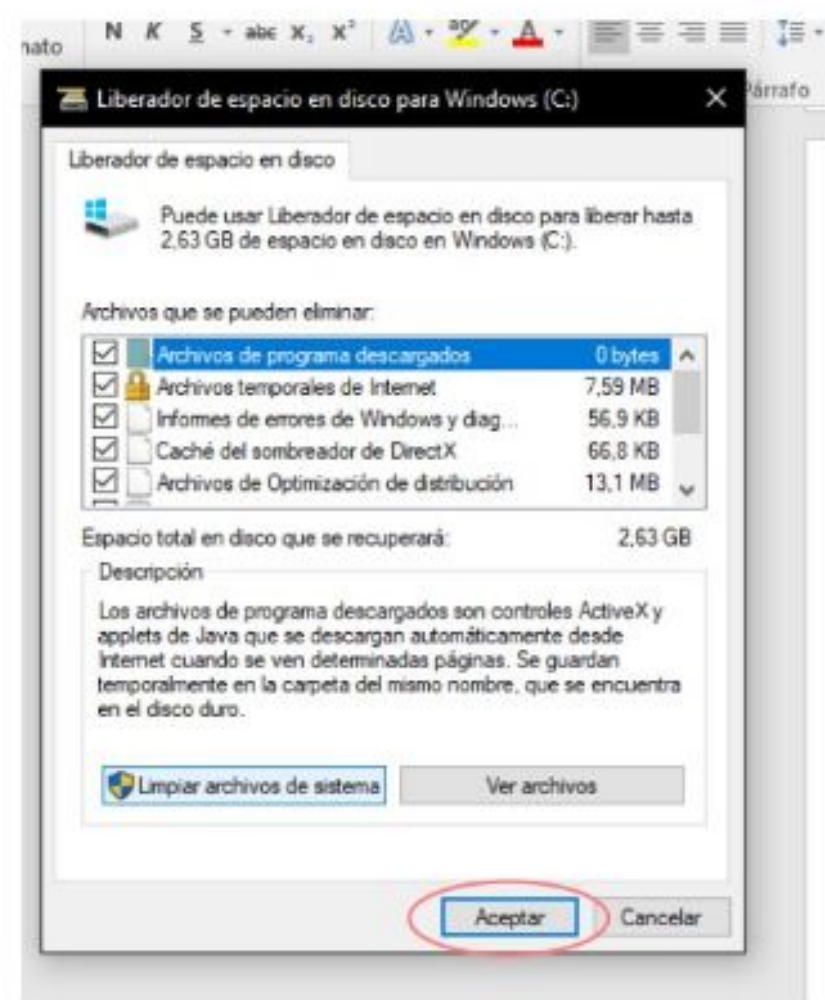 nato
N K S abc X₂ X² A aby A
Párrafo
Liberador de espacio en disco para Windows (C:)
Liberador de espacio en disco
Puede usar Liberador de espacio en disco para liberar hasta
2,63 GB de espacio en disco en Windows (C:).
Archivos que se pueden eliminar:
Archivos de programa descargados 0 bytes
Archivos temporales de Internet 7,59 MB
Informes de errores de Windows y diag... 56,9 KB
Caché del sombreador de DirectX 66,8 KB
Archivos de Optimización de distribución 13,1 MB
Espacio total en disco que se recuperará: 2,63 GB
Descripción
Los archivos de programa descargados son controles ActiveX y
applets de Java que se descargan automáticamente desde
Internet cuando se ven determinadas páginas. Se guardan
temporalmente en la carpeta del mismo nombre, que se encuentra
en el disco duro.
Limpiar archivos de sistema Ver archivos
Aceptar Cancelar